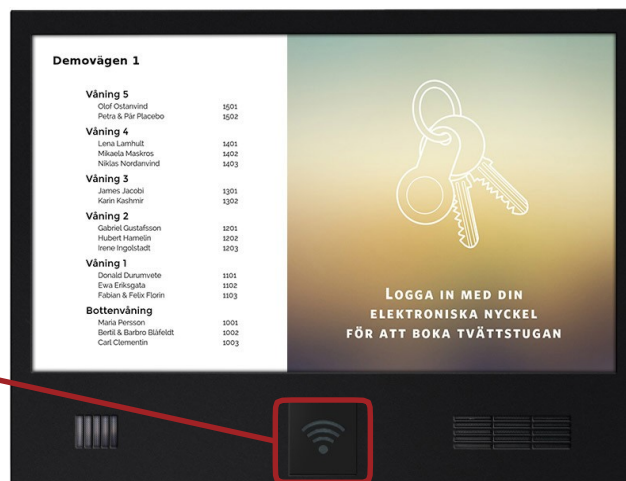 Demovägen 1
Våning 5
Olof Ostanvind 1501
Petra & Pär Placebo 1502
Våning 4
Lena Lamhult 1401
Mikaela Maskros 1402
Niklas Nordanvind 1403
Våning 3
James Jacobi 1301
Karin Kashmir 1302
Våning 2
Gabriel Gustafsson 1201
Hubert Hamelin 1202
Irene Ingolstadt 1203
Våning 1
Donald Durumvete 1101
Ewa Eriksgata 1102
Fabian & Felix Florin 1103
Bottenvåning
Maria Persson 1001
Bertil & Barbro Blåfeldt 1002
Carl Clementin 1003
LOGGA IN MED DIN
ELEKTRONISKA NYCKEL
FÖR ATT BOKA TVÄTTSTUGAN